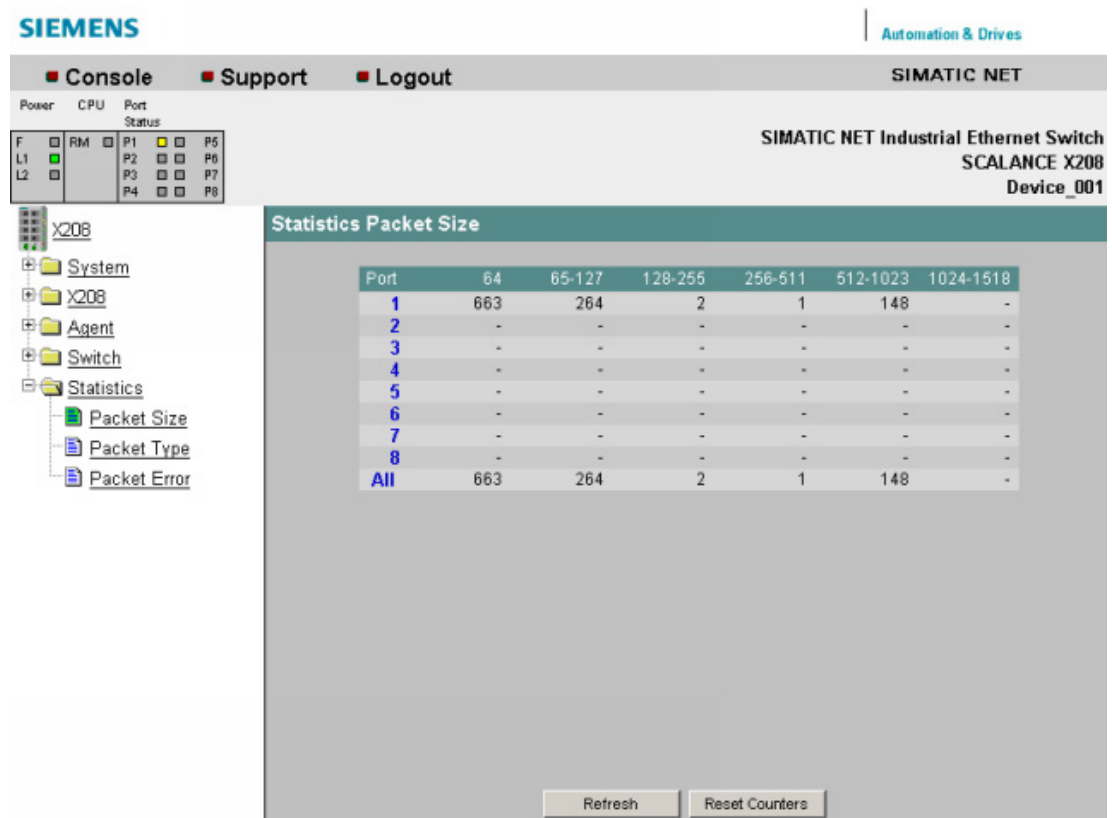 SIEMENS
Automation & Drives
Console Support Logout SIMATIC NET
Power CPU Port Status
F RM P1 P5
L1 P2 P6
L2 P3 P7
P4 P8
SIMATIC NET Industrial Ethernet Switch
SCALANCE X208
Device_001
X208
System
X208
Agent
Switch
Statistics
Packet Size
Packet Type
Packet Error
Statistics Packet Size
Port 64 65-127 128-255 256-511 512-1023 1024-1518
1 663 264 2 1 148 -
2 - - - - - -
3 - - - - - -
4 - - - - - -
5 - - - - - -
6 - - - - - -
7 - - - - - -
8 - - - - - -
All 663 264 2 1 148 -
Refresh Reset Counters